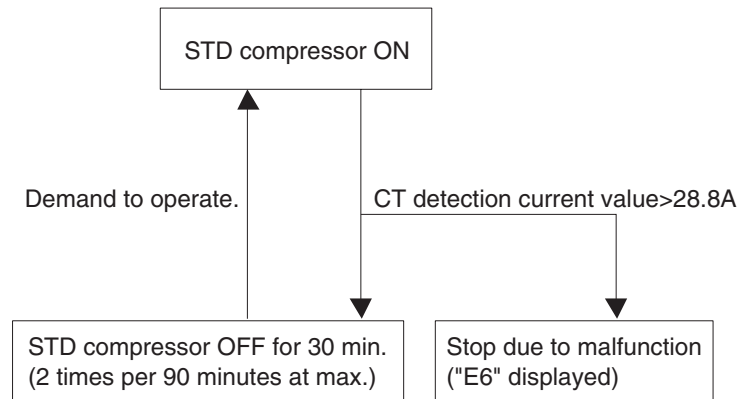 STD compressor ON
Demand to operate.
CT detection current value>28.8A
STD compressor OFF for 30 min.
(2 times per 90 minutes at max.)
Stop due to malfunction
("E6" displayed)